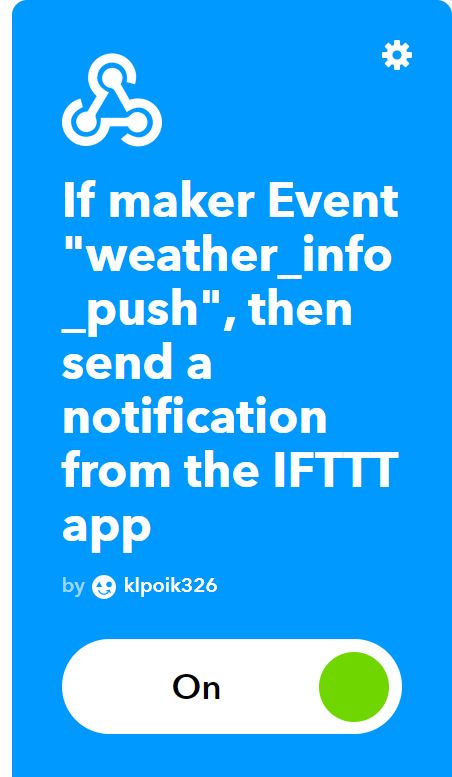 If maker Event
"weather_info
_push", then
send a
notification
from the IFTTT
app
by klpoik326
On